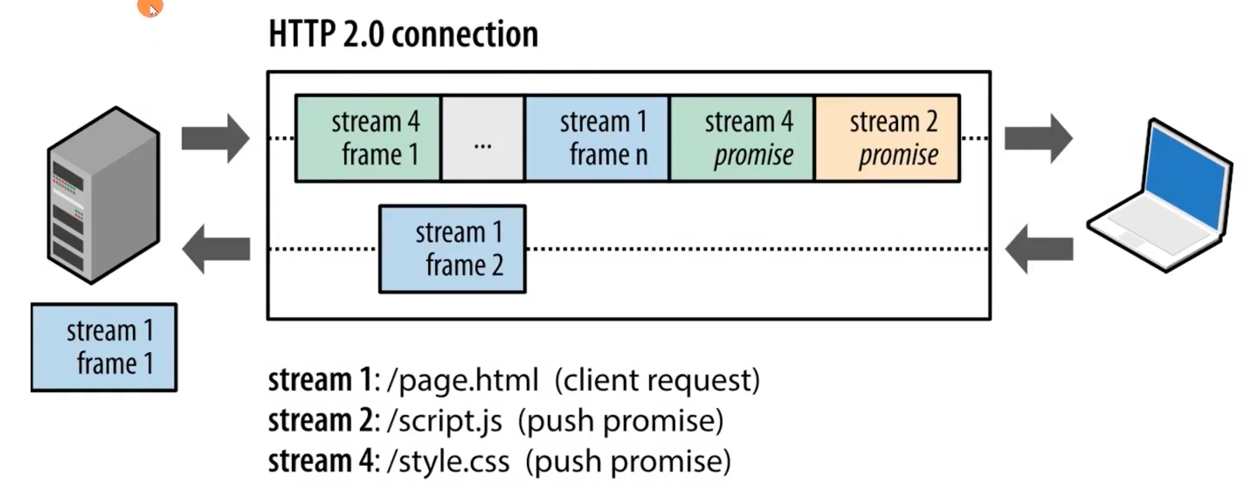 HTTP 2.0 connection
stream 4
frame 1
...
stream 1
frame n
stream 4
promise
stream 2
promise
stream 1
frame 2
stream 1
frame 1
stream 1: /page.html (client request)
stream 2: /script.js (push promise)
stream 4: /style.css (push promise)